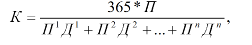 К = 365*П / (П¹Д¹ + П²Д² + ... + ПⁿДⁿ),